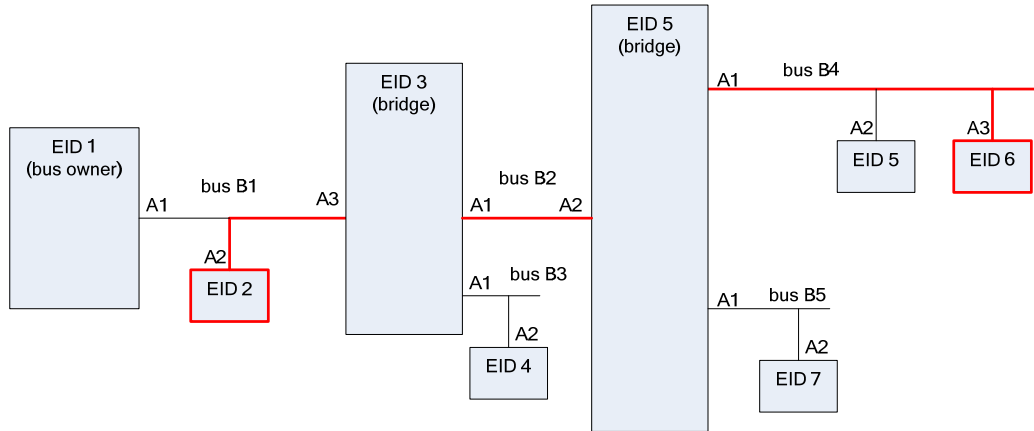 EID 1
(bus owner)
A1
bus B1
A2
EID 2
A3
EID 3
(bridge)
A1
bus B2
A2
A1
bus B3
A2
EID 4
EID 5
(bridge)
A1
bus B4
A2
EID 5
A3
EID 6
A1
bus B5
A2
EID 7